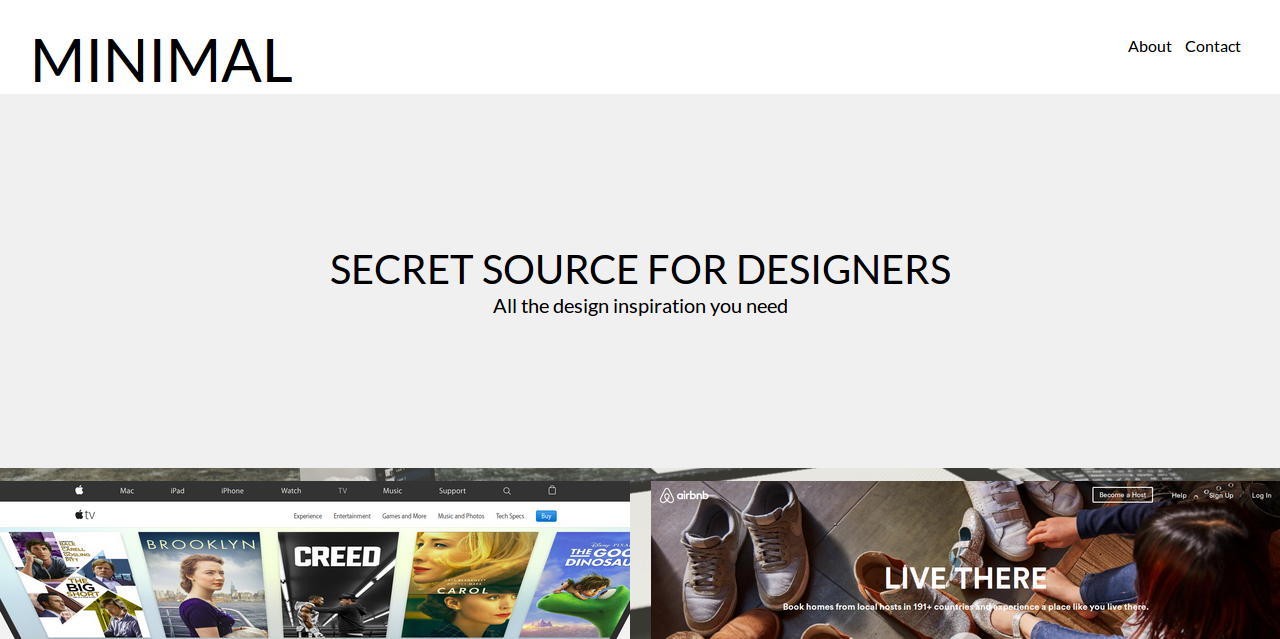 MINIMAL
About Contact
SECRET SOURCE FOR DESIGNERS
All the design inspiration you need
Mac iPad iPhone Watch TV Music Support
tv
Experience Entertainment Games and More Music and Photos Tech Specs Buy
airbnb
Become a Host Help Sign Up Log In
BROOKLYN
CREED
CAROL
THE BIG SHORT
THE GOO
DINOSAU
LIVE THERE
Book homes from local hosts in 191+ countries and experience a place like you live there.